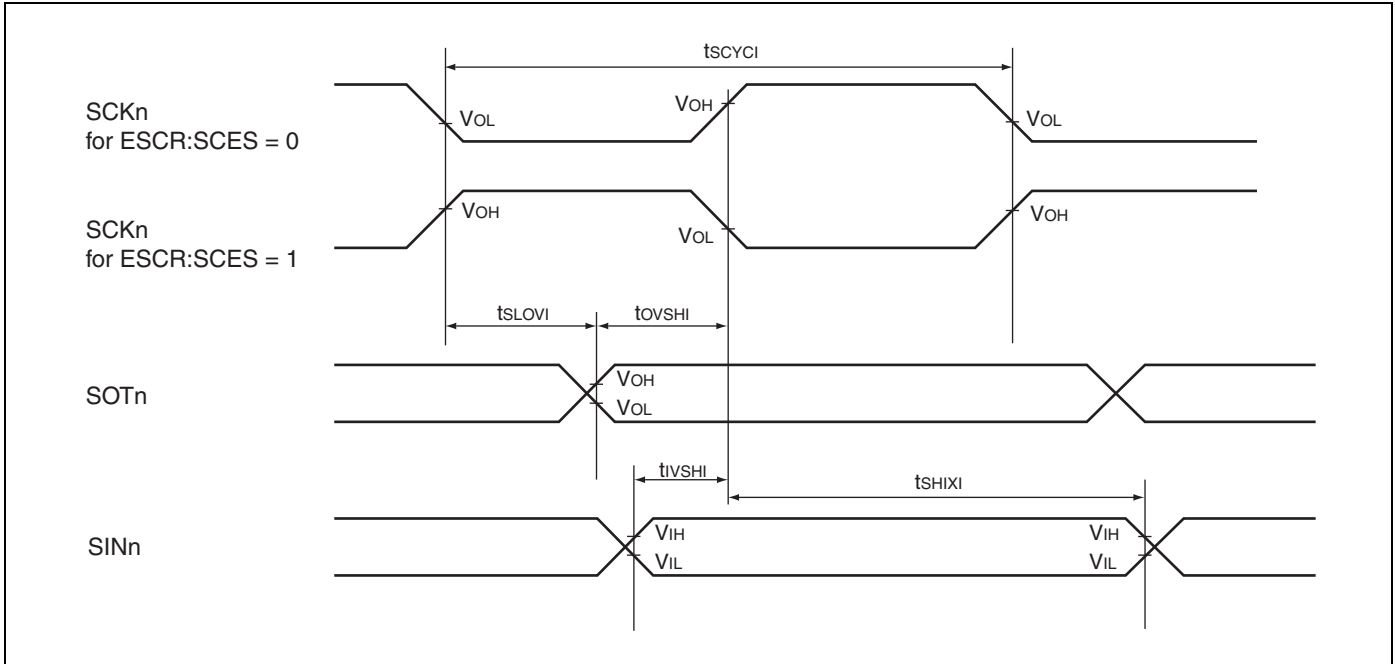 tSCYCI
SCKn
for ESCR:SCES = 0
VOL
VOH
VOL
SCKn
for ESCR:SCES = 1
VOH
VOL
VOH
tSLOVI
tOVSHI
SOTn
VOH
VOL
tIVSHI
tSHIXI
SINn
VIH
VIL
VIH
VIL